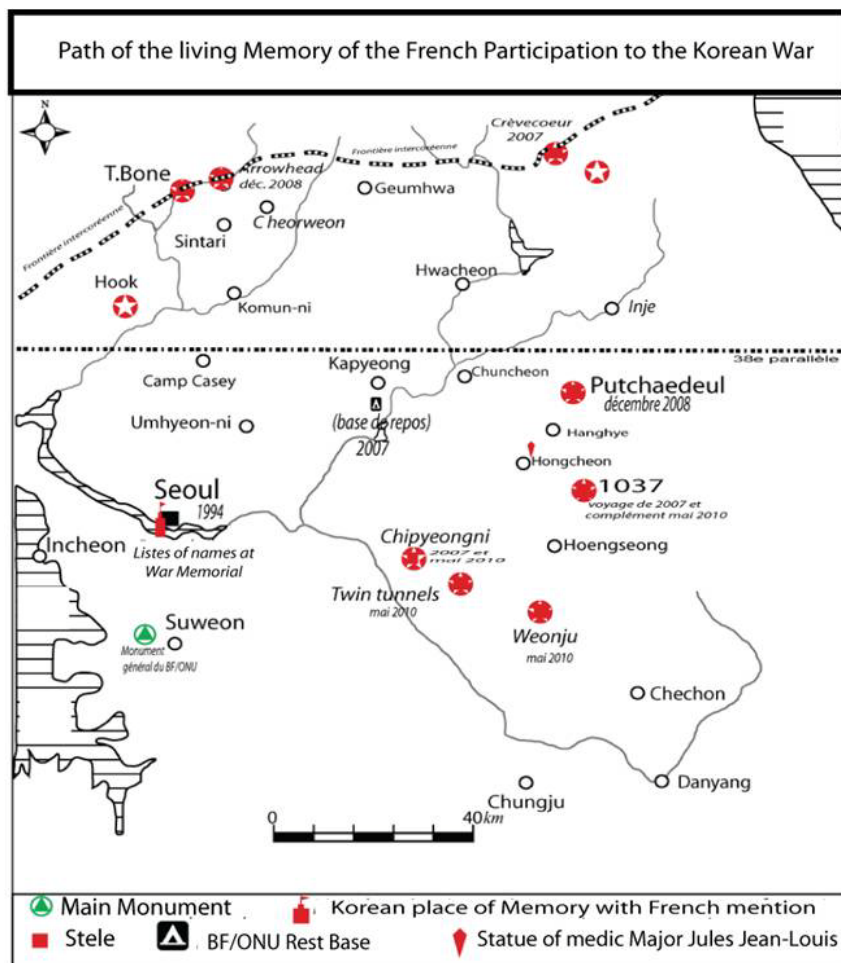 Path of the living Memory of the French Participation to the Korean War
N
Crèvecoeur
2007
Frontière intercoréenne
T.Bone
Arrowhead
déc. 2008
Geumhwa
Cheorweon
Sintari
Frontière intercoréenne
Hook
Komun-ni
Hwacheon
Inje
38e parallèle
Camp Casey
Kapyeong
Chuncheon
Putchaedeul
décembre 2008
Umhyeon-ni
(base de repos)
2007
Hanghye
Hongcheon
1037
voyage de 2007 et
complément mai 2010
Seoul
1994
Listes of names at
War Memorial
Incheon
Chipyeongni
2007 et
mai 2010
Hoengseong
Twin tunnels
mai 2010
Weonju
mai 2010
Suweon
Monument
général du BF/ONU
Chechon
Danyang
Chungju
0 40km
Main Monument
Korean place of Memory with French mention
Stele
BF/ONU Rest Base
Statue of medic Major Jules Jean-Louis